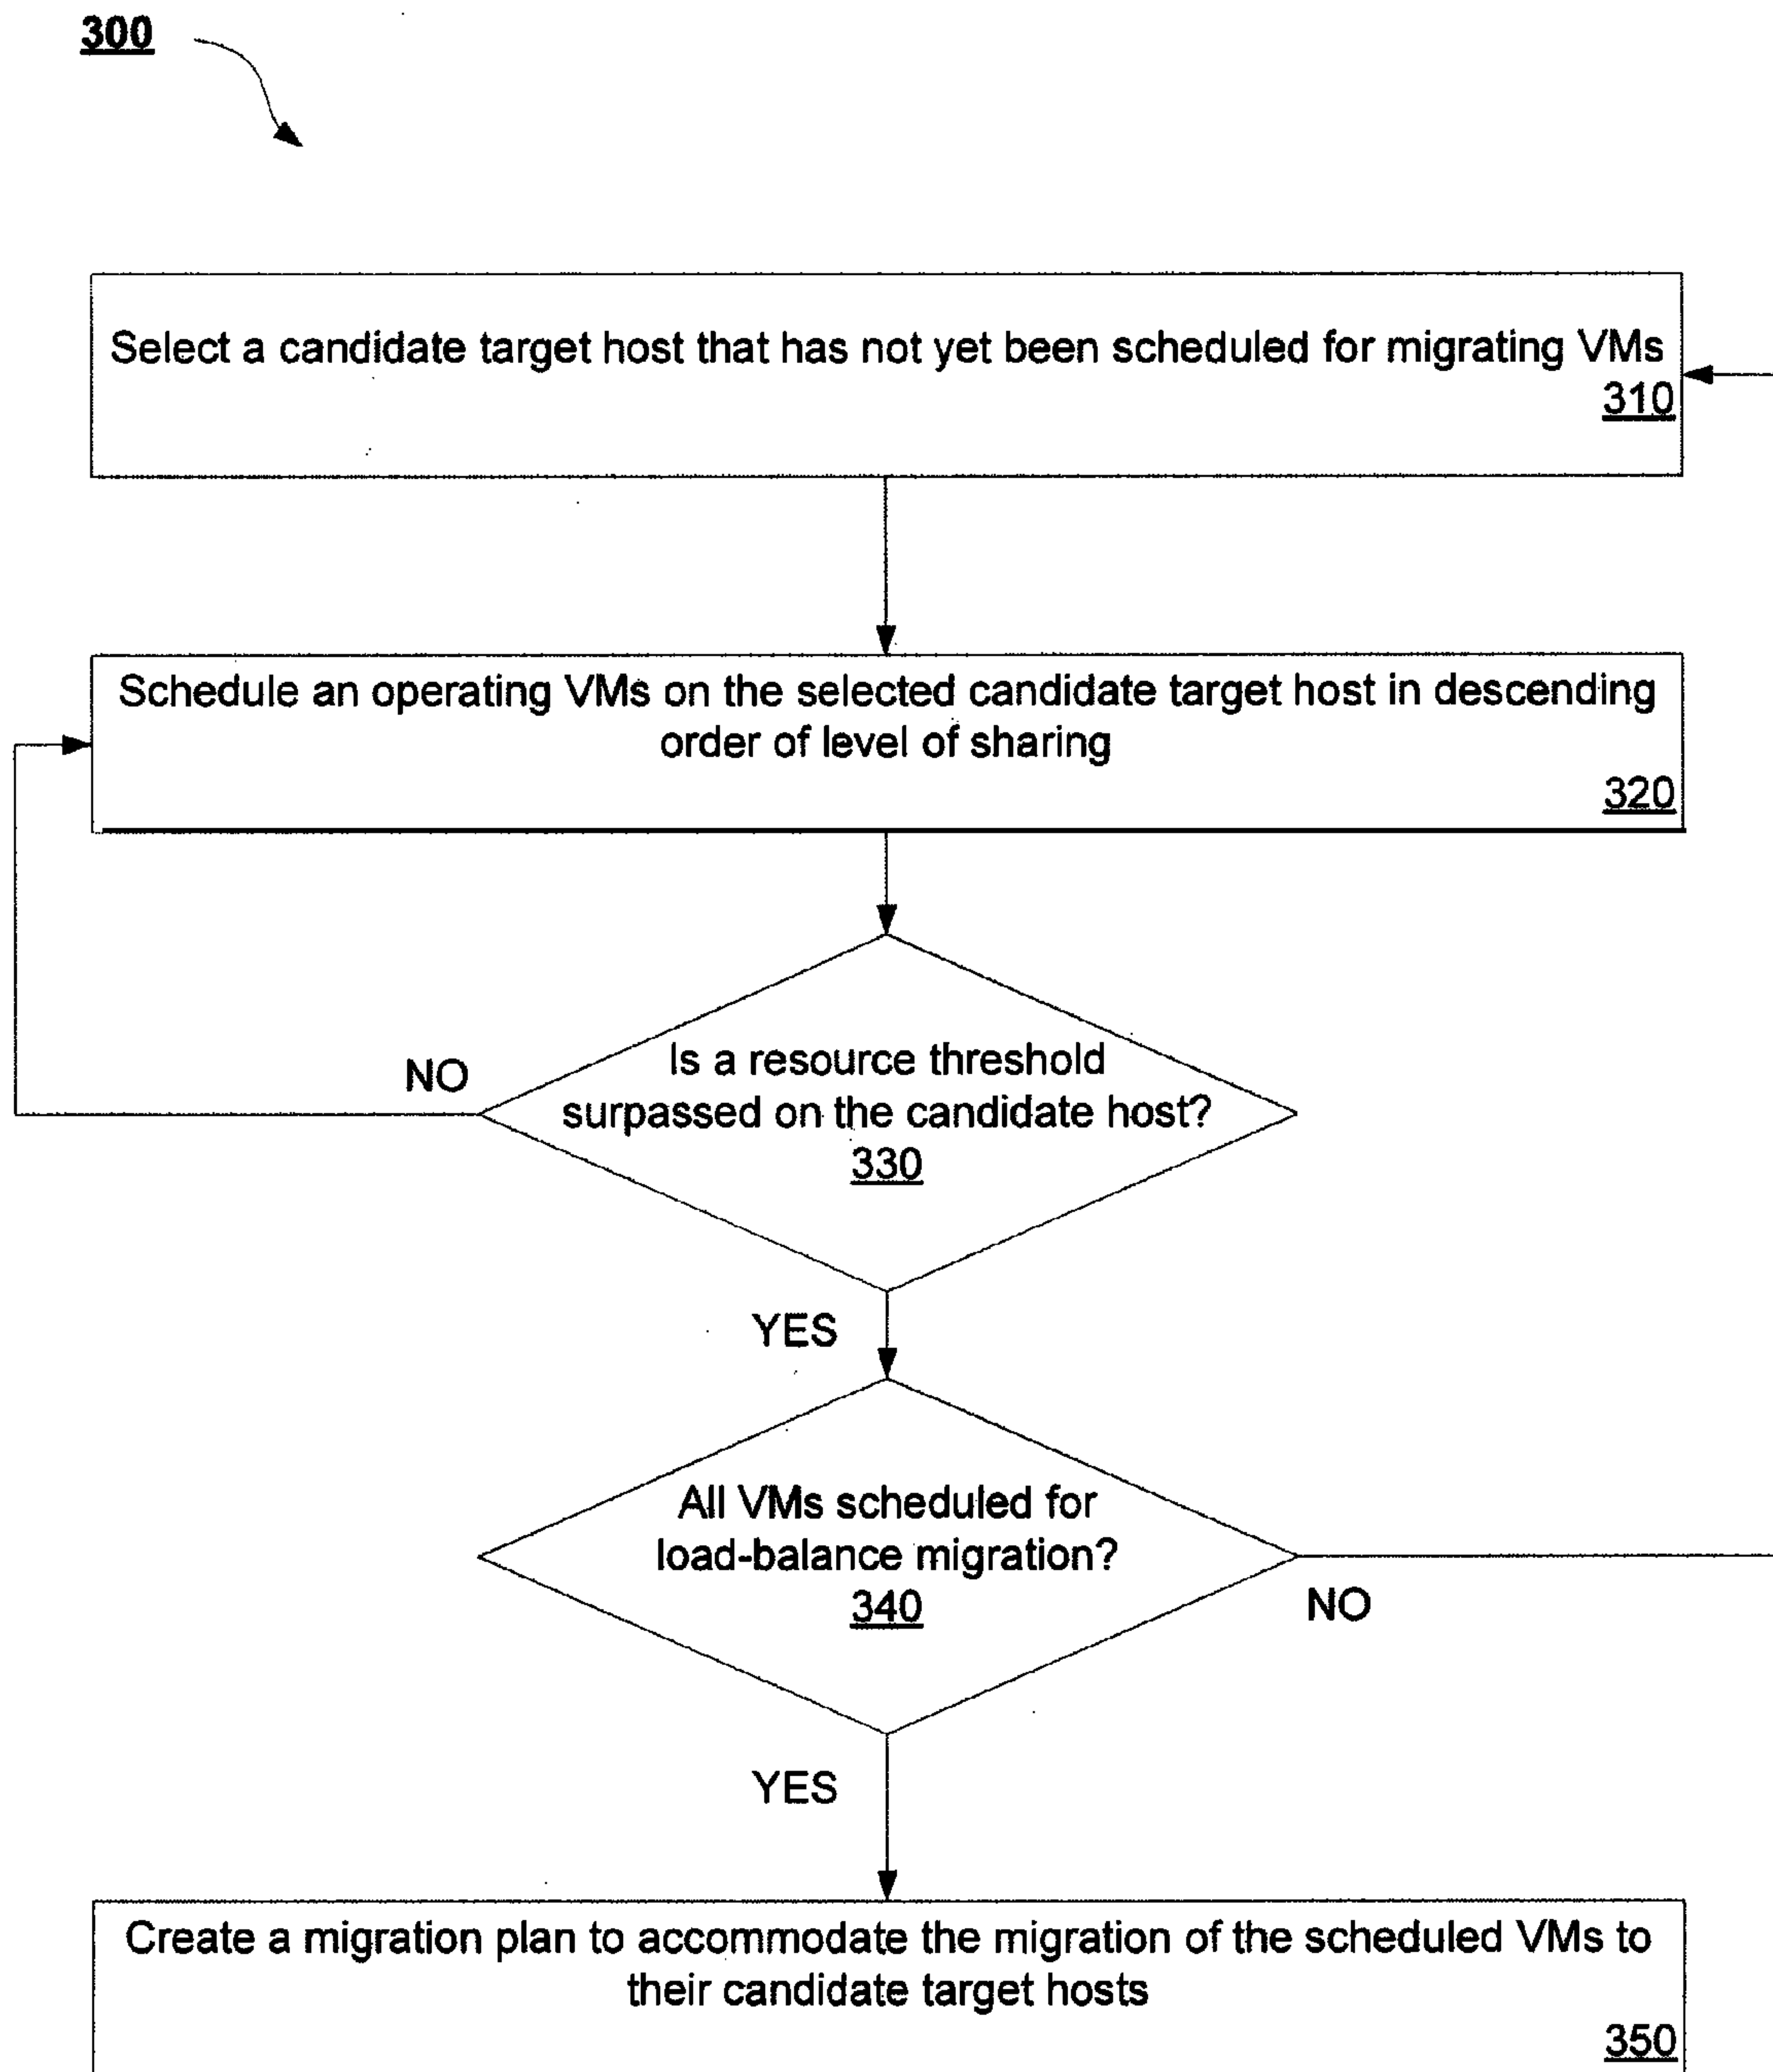 300
Select a candidate target host that has not yet been scheduled for migrating VMs
310
Schedule an operating VMs on the selected candidate target host in descending
order of level of sharing
320
Is a resource threshold
surpassed on the candidate host?
330
NO
YES
All VMs scheduled for
load-balance migration?
340
NO
YES
Create a migration plan to accommodate the migration of the scheduled VMs to
their candidate target hosts
350